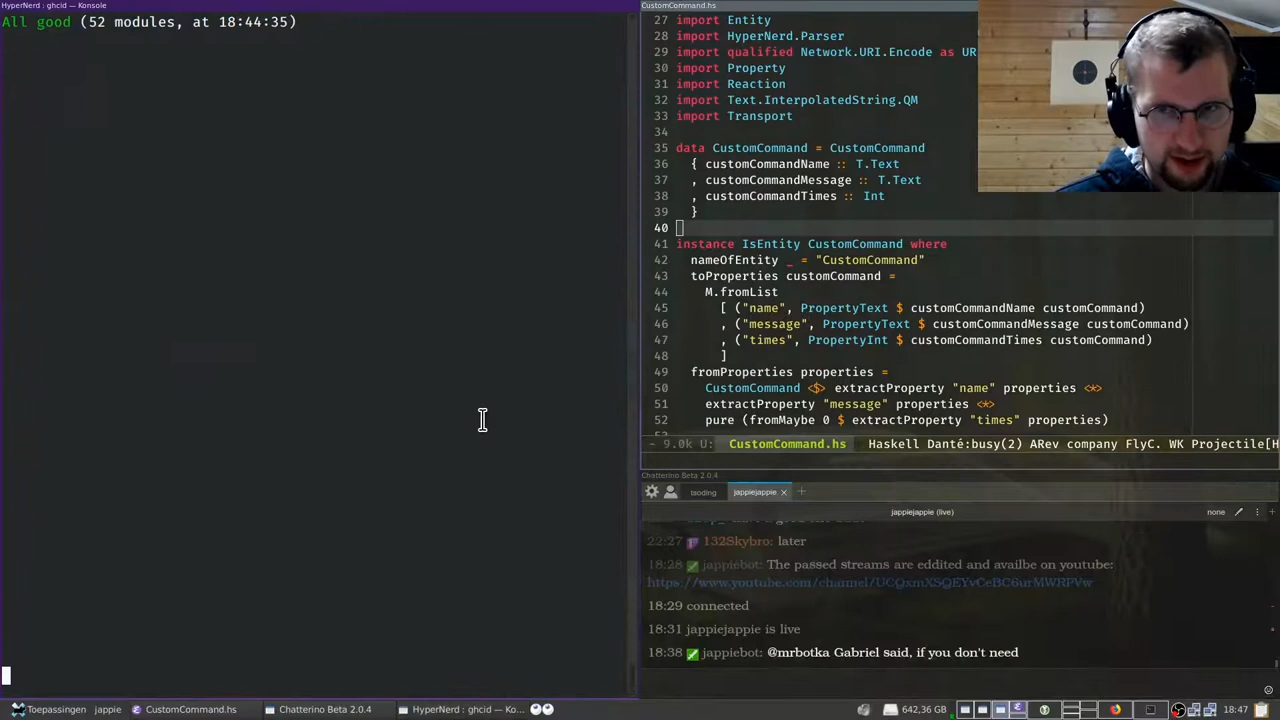 HyperNerd : ghcid — Konsole
All good (52 modules, at 18:44:35)
CustomCommand.hs
27 import Entity
28 import HyperNerd.Parser
29 import qualified Network.URI.Encode as UR
30 import Property
31 import Reaction
32 import Text.InterpolatedString.QM
33 import Transport
34
35 data CustomCommand = CustomCommand
36 { customCommandName :: T.Text
37 , customCommandMessage :: T.Text
38 , customCommandTimes :: Int
39 }
40
41 instance IsEntity CustomCommand where
42 nameOfEntity _ = "CustomCommand"
43 toProperties customCommand =
44 M.fromList
45 [ ("name", PropertyText $ customCommandName customCommand)
46 , ("message", PropertyText $ customCommandMessage customCommand)
47 , ("times", PropertyInt $ customCommandTimes customCommand)
48 ]
49 fromProperties properties =
50 CustomCommand <$> extractProperty "name" properties <*>
51 extractProperty "message" properties <*>
52 pure (fromMaybe 0 $ extractProperty "times" properties)
- 9.0k U: CustomCommand.hs Haskell Danté:busy(2) ARev company FlyC. WK Projectile[H
Chatterino Beta 2.0.4
tsoding jappiejappie
jappiejappie (live) none
22:27 132Skybro: later
18:28 jappiebot: The passed streams are eddited and availbe on youtube:
https://www.youtube.com/channel/UCQxmXSQEYvCeBC6urMWRPVw
18:29 connected
18:31 jappiejappie is live
18:38 jappiebot: @mrbotka Gabriel said, if you don't need
Toepassingen jappie CustomCommand.hs Chatterino Beta 2.0.4 HyperNerd : ghcid — Ko... 642,36 GB 18:47